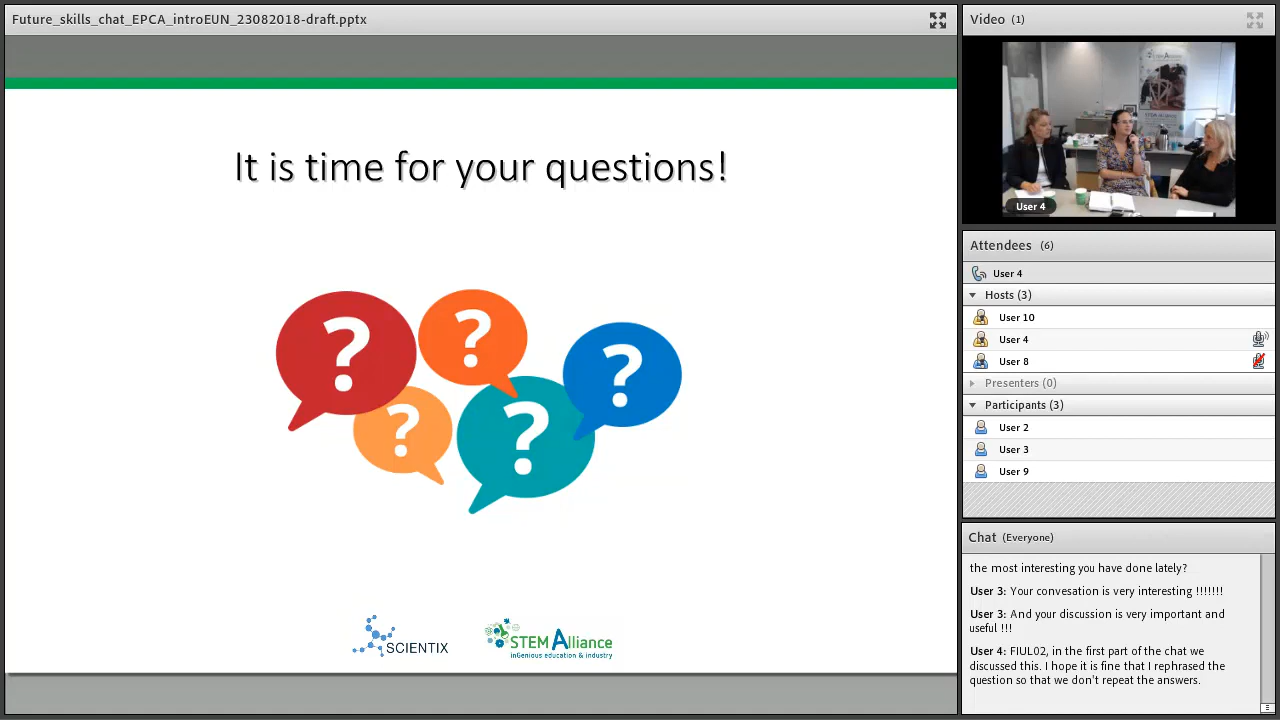 Future_skills_chat_EPCA_introEUN_23082018-draft.pptx
It is time for your questions!
?
?
?
?
?
SCIENTIX
STEM Alliance
inGenious education & industry
Video (1)
STEM Alliance
User 4
Attendees (6)
User 4
Hosts (3)
User 10
User 4
User 8
Presenters (0)
Participants (3)
User 2
User 3
User 9
Chat (Everyone)
the most interesting you have done lately?
User 3: Your convesation is very interesting !!!!!!!
User 3: And your discussion is very important and
useful !!!
User 4: FIUL02, in the first part of the chat we
discussed this. I hope it is fine that I rephrased the
question so that we don't repeat the answers.